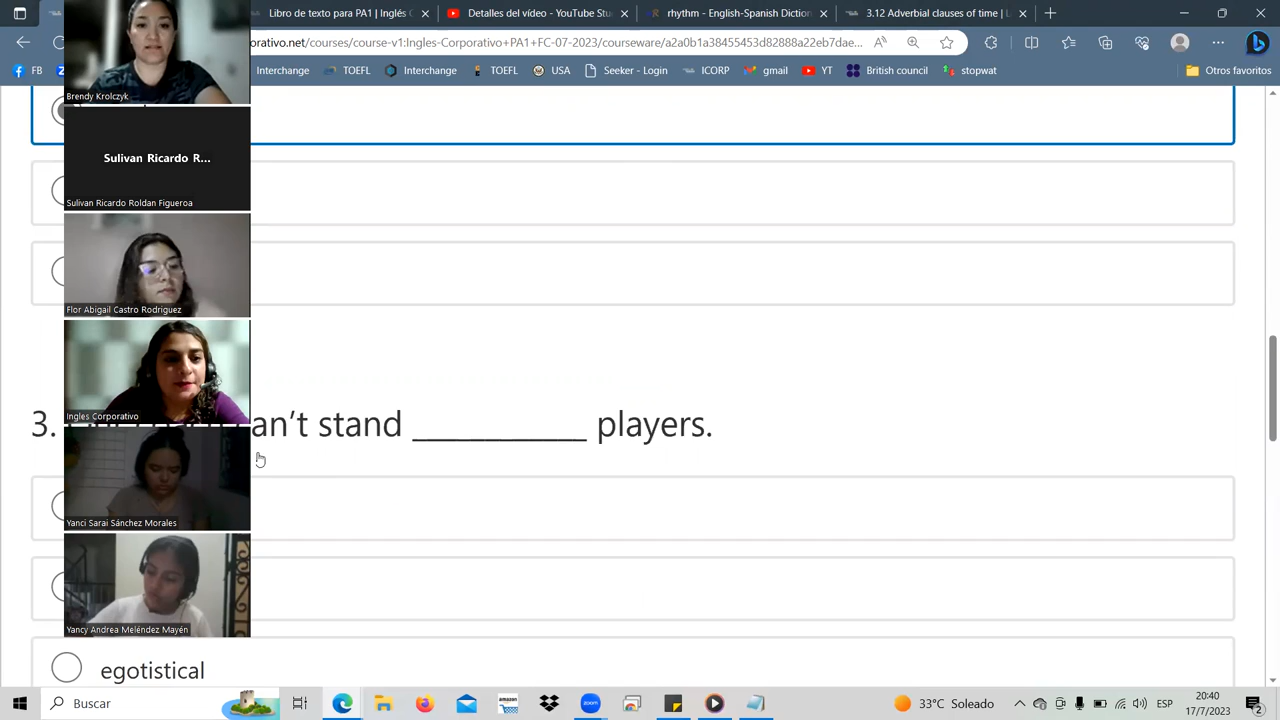 Libro de texto para PA1 | Inglés
Detalles del vídeo - YouTube Stu
rhythm - English-Spanish Diction
3.12 Adverbial clauses of time | L
orativo.net/courses/course-v1:Ingles-Corporativo+PA1+FC-07-2023/courseware/a2a0b1a38455453d82888a22eb7dae...
Interchange
TOEFL
Interchange
TOEFL
USA
Seeker - Login
ICORP
gmail
YT
British council
stopwat
Otros favoritos
Brendy Krolczyk
Sulivan Ricardo R...
Sulivan Ricardo Roldan Figueroa
Flor Abigail Castro Rodriguez
Ingles Corporativo
3.
an't stand __________ players.
Yanci Sarai Sánchez Morales
Yancy Andrea Meléndez Mayén
egotistical
Buscar
amazon
zoom
33°C Soleado
ESP
20:40
17/7/2023
2